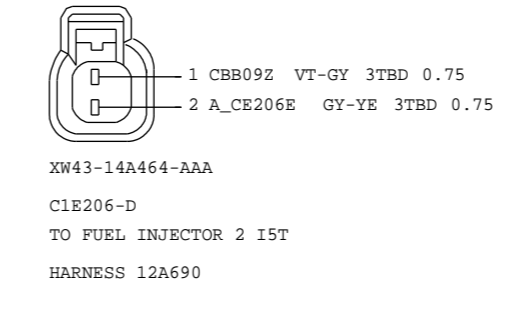 1 CBB09Z VT-GY 3TBD 0.75
2 A_CE206E GY-YE 3TBD 0.75
XW43-14A464-AAA
C1E206-D
TO FUEL INJECTOR 2 I5T
HARNESS 12A690